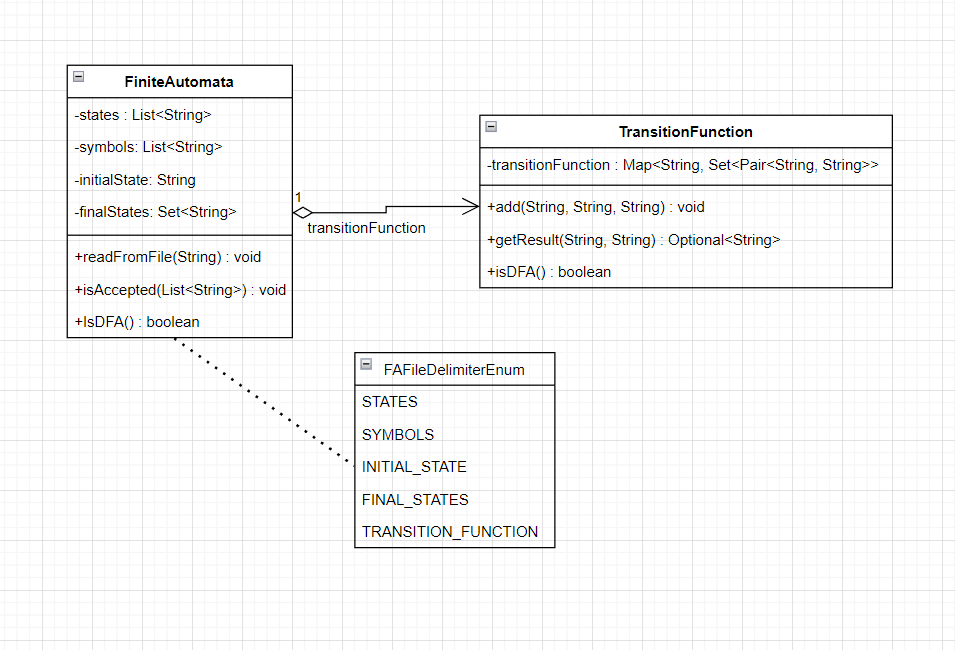 FiniteAutomata
-states : List<String>
-symbols: List<String>
-initialState: String
-finalStates: Set<String>
+readFromFile(String) : void
+isAccepted(List<String>) : void
+IsDFA() : boolean
1
transitionFunction
TransitionFunction
-transitionFunction : Map<String, Set<Pair<String, String>>
+add(String, String, String) : void
+getResult(String, String) : Optional<String>
+isDFA() : boolean
FAFileDelimiterEnum
STATES
SYMBOLS
INITIAL_STATE
FINAL_STATES
TRANSITION_FUNCTION